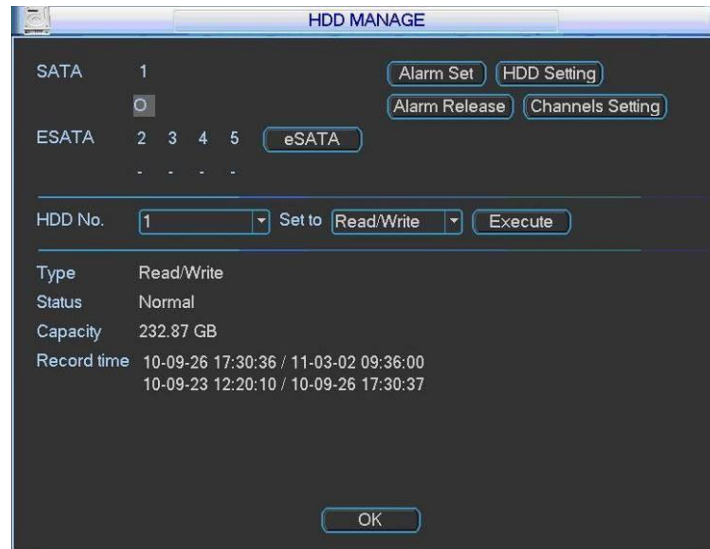 HDD MANAGE
SATA 1 Alarm Set HDD Setting
O Alarm Release Channels Setting
ESATA 2 3 4 5 eSATA
- - - -
HDD No. 1 Set to Read/Write Execute
Type Read/Write
Status Normal
Capacity 232.87 GB
Record time 10-09-26 17:30:36 / 11-03-02 09:36:00
10-09-23 12:20:10 / 10-09-26 17:30:37
OK